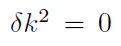 δk² = 0